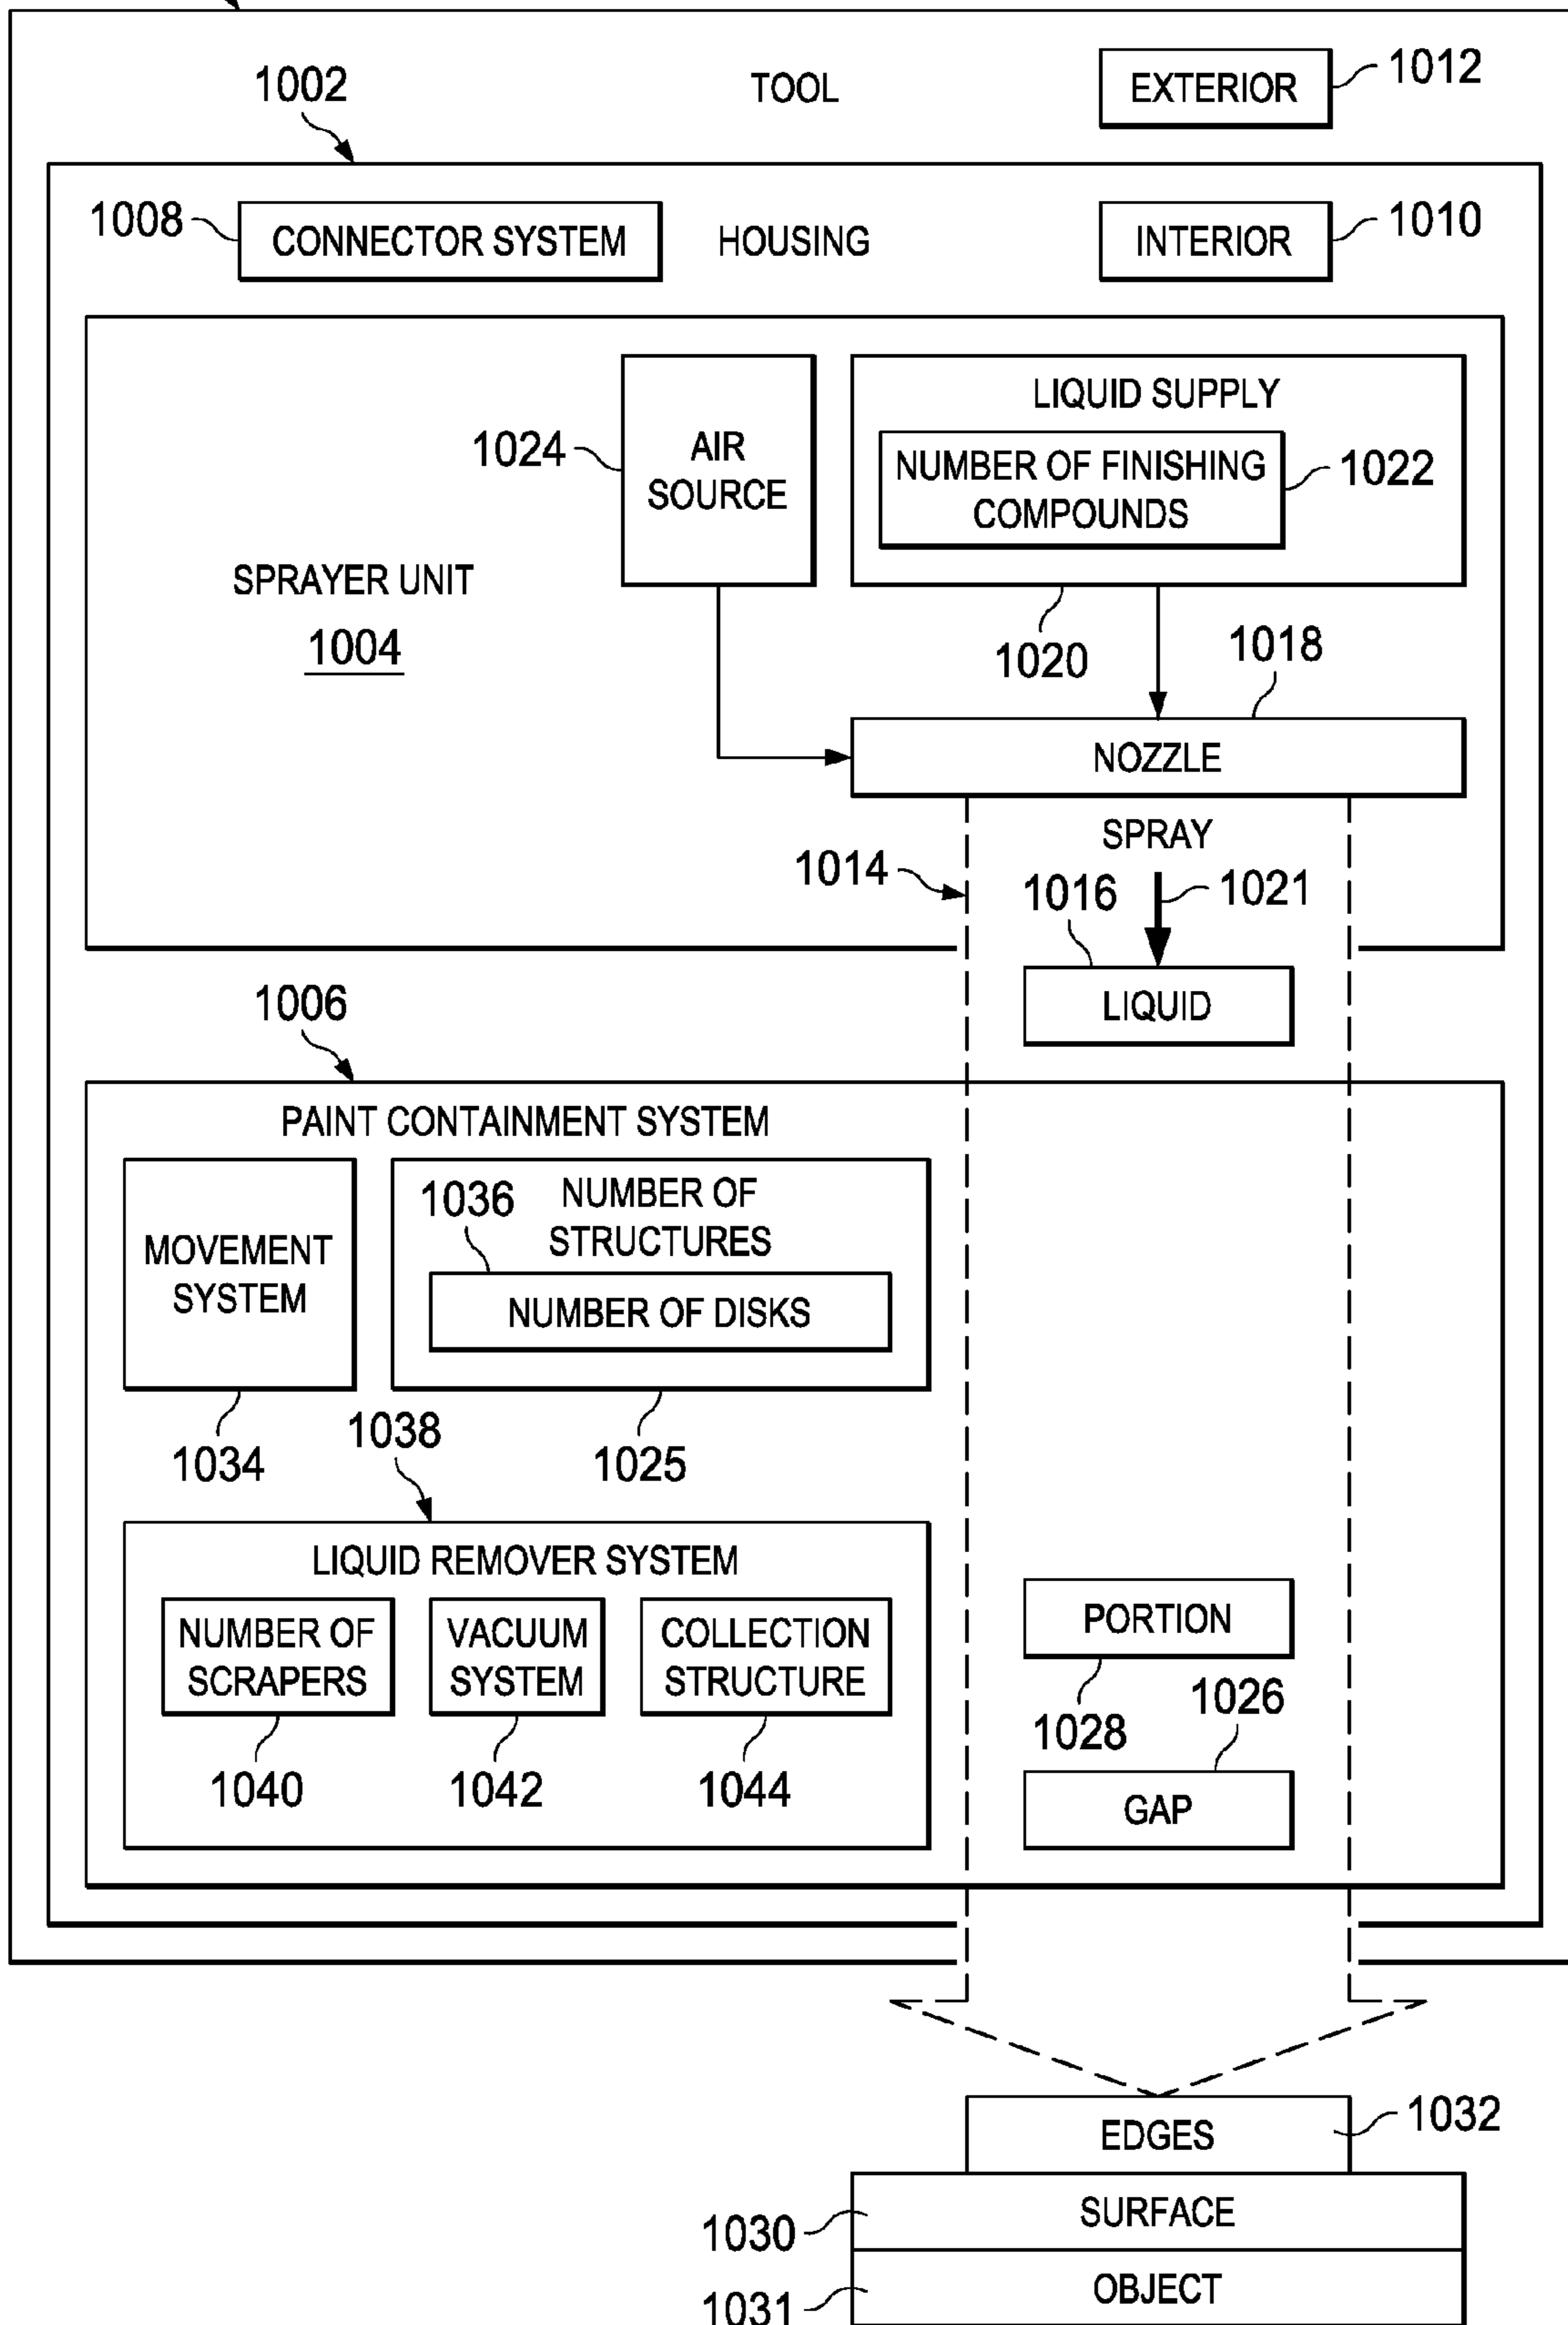 TOOL
EXTERIOR
1012
1002
1008
CONNECTOR SYSTEM
HOUSING
INTERIOR
1010
1024
AIR
SOURCE
LIQUID SUPPLY
NUMBER OF FINISHING
COMPOUNDS
1022
SPRAYER UNIT
1004
1020
1018
NOZZLE
SPRAY
1014
1016
1021
LIQUID
1006
PAINT CONTAINMENT SYSTEM
MOVEMENT
SYSTEM
1036
NUMBER OF
STRUCTURES
NUMBER OF DISKS
1034
1038
1025
LIQUID REMOVER SYSTEM
NUMBER OF
SCRAPERS
VACUUM
SYSTEM
COLLECTION
STRUCTURE
1040
1042
1044
PORTION
1028
1026
GAP
EDGES
1032
1030
SURFACE
1031
OBJECT